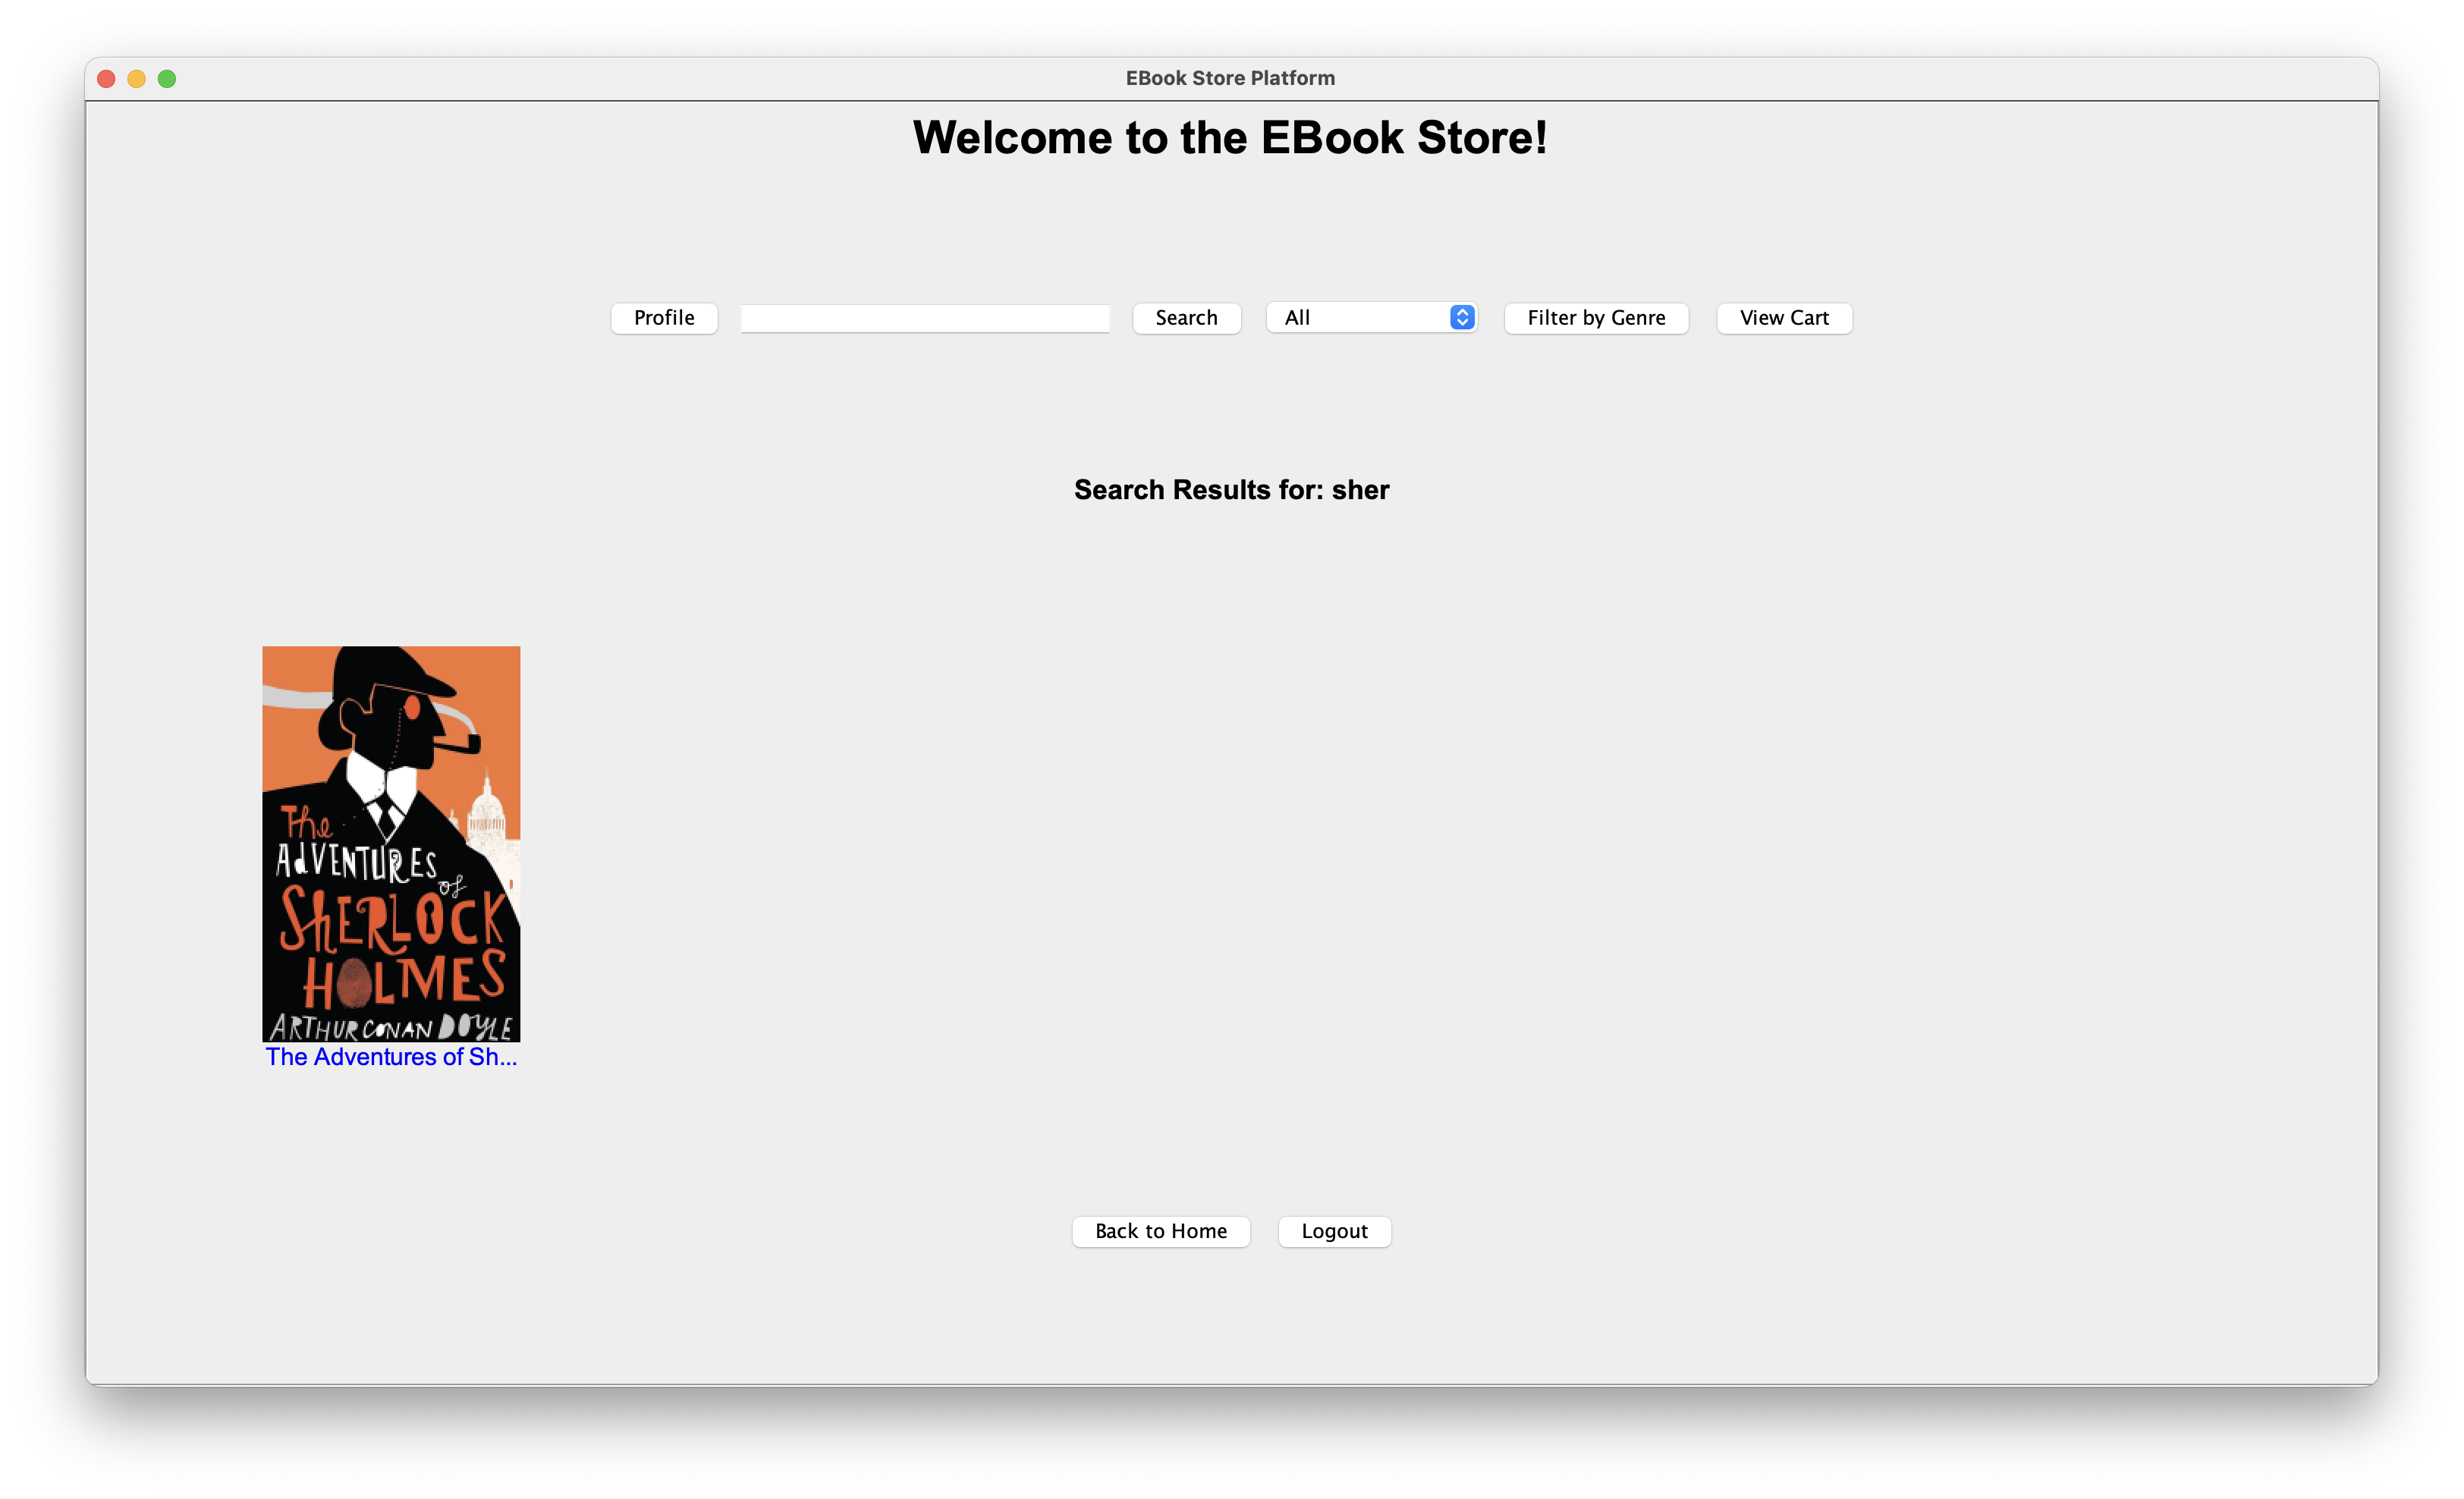 EBook Store Platform
Welcome to the EBook Store!
Profile
Search
All
Filter by Genre
View Cart
Search Results for: sher
The
ADVENTURES
of
SHERLOCK
HOLMES
ARTHUR CONAN DOYLE
The Adventures of Sh...
Back to Home
Logout